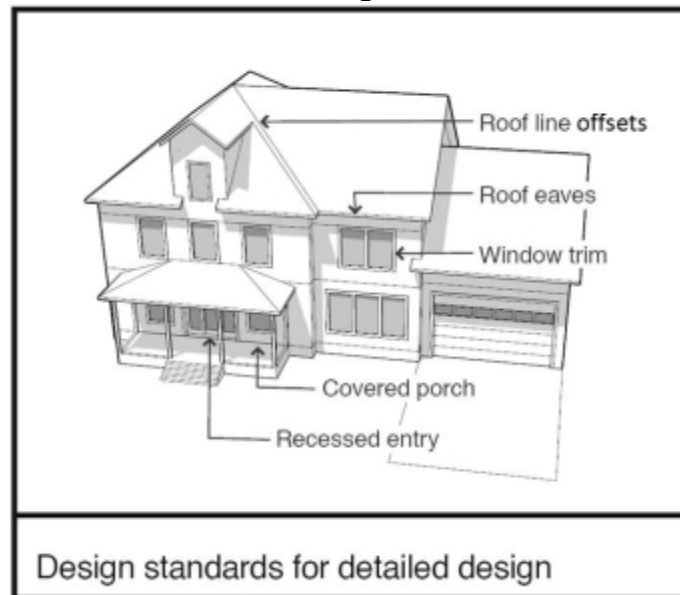 Roof line offsets
Roof eaves
Window trim
Covered porch
Recessed entry
Design standards for detailed design